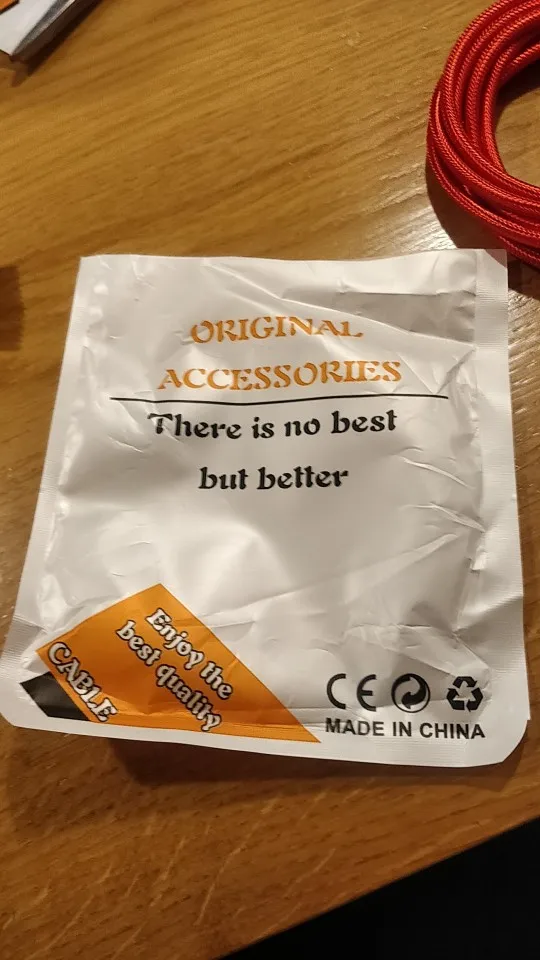 ORIGINAL
ACCESSORIES
There is no best
but better
Enjoy the
best quality
CABLE
CE
MADE IN CHINA